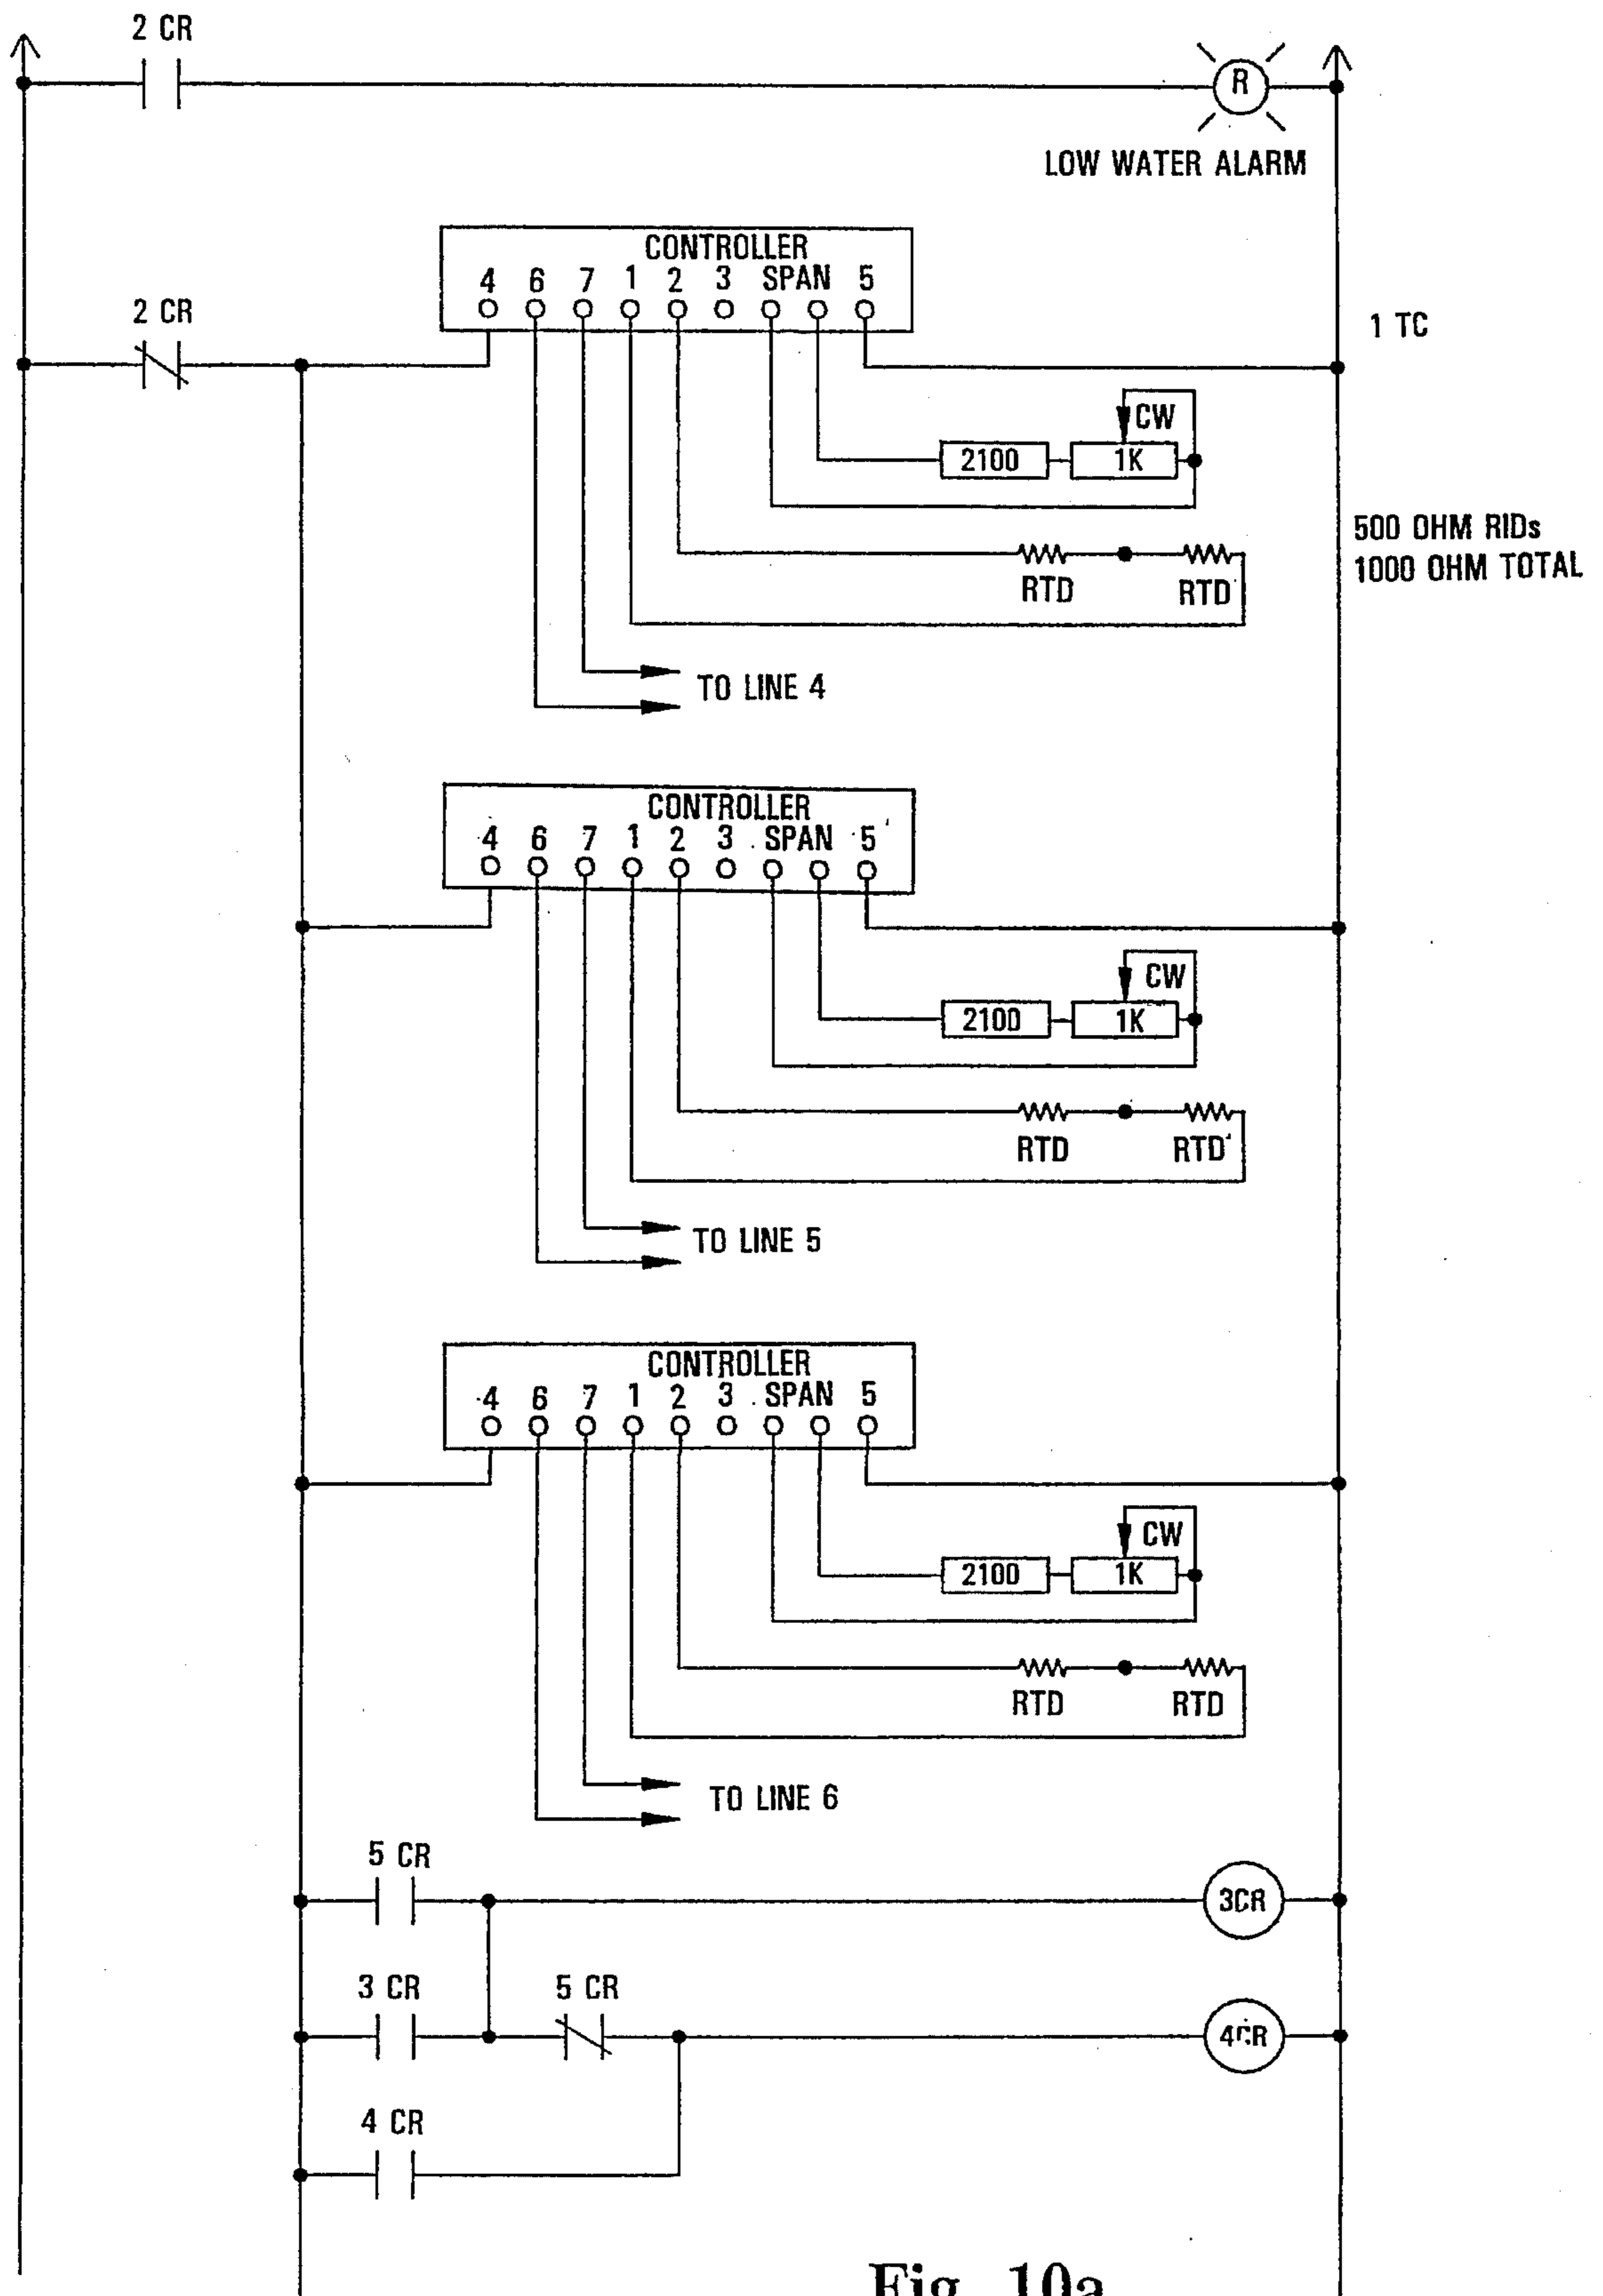 2 CR
R
LOW WATER ALARM
CONTROLLER
4 6 7 1 2 3 SPAN 5
2 CR
1 TC
CW
2100 1K
500 OHM RIDs
1000 OHM TOTAL
RTD RTD
TO LINE 4
CONTROLLER
4 6 7 1 2 3 SPAN 5
CW
2100 1K
RTD RTD
TO LINE 5
CONTROLLER
4 6 7 1 2 3 SPAN 5
CW
2100 1K
RTD RTD
TO LINE 6
5 CR
3CR
3 CR 5 CR
4CR
4 CR
Fig. 10a